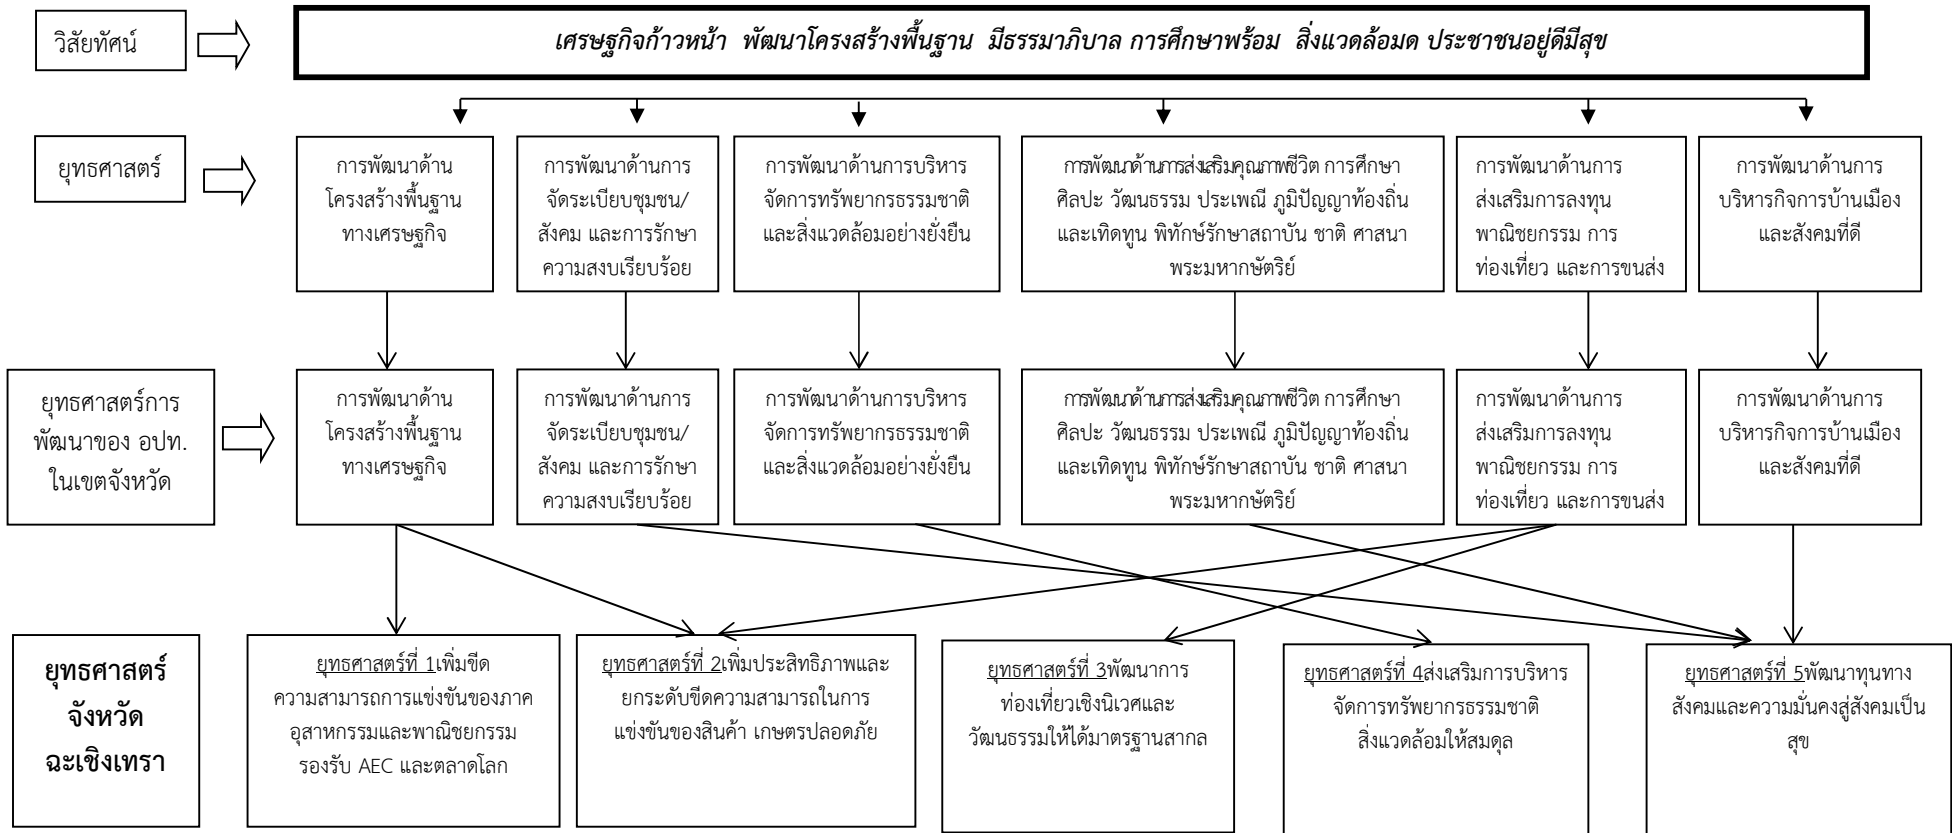 วิสัยทัศน์
เศรษฐกิจก้าวหน้า พัฒนาโครงสร้างพื้นฐาน มีธรรมาภิบาล การศึกษาพร้อม สิ่งแวดล้อมด ประชาชนอยู่ดีมีสุข
ยุทธศาสตร์
การพัฒนาด้าน
โครงสร้างพื้นฐาน
ทางเศรษฐกิจ
การพัฒนาด้านการ
จัดระเบียบชุมชน/
สังคม และการรักษา
ความสงบเรียบร้อย
การพัฒนาด้านการบริหาร
จัดการทรัพยากรธรรมชาติ
และสิ่งแวดล้อมอย่างยั่งยืน
การพัฒนาด้านการส่งเสริมคุณภาพชีวิต การศึกษา
ศิลปะ วัฒนธรรม ประเพณี ภูมิปัญญาท้องถิ่น
และเทิดทูน พิทักษ์รักษาสถาบัน ชาติ ศาสนา
พระมหากษัตริย์
การพัฒนาด้านการ
ส่งเสริมการลงทุน
พาณิชยกรรม การ
ท่องเที่ยว และการขนส่ง
การพัฒนาด้านการ
บริหารกิจการบ้านเมือง
และสังคมที่ดี
ยุทธศาสตร์การ
พัฒนาของ อปท.
ในเขตจังหวัด
การพัฒนาด้าน
โครงสร้างพื้นฐาน
ทางเศรษฐกิจ
การพัฒนาด้านการ
จัดระเบียบชุมชน/
สังคม และการรักษา
ความสงบเรียบร้อย
การพัฒนาด้านการบริหาร
จัดการทรัพยากรธรรมชาติ
และสิ่งแวดล้อมอย่างยั่งยืน
การพัฒนาด้านการส่งเสริมคุณภาพชีวิต การศึกษา
ศิลปะ วัฒนธรรม ประเพณี ภูมิปัญญาท้องถิ่น
และเทิดทูน พิทักษ์รักษาสถาบัน ชาติ ศาสนา
พระมหากษัตริย์
การพัฒนาด้านการ
ส่งเสริมการลงทุน
พาณิชยกรรม การ
ท่องเที่ยว และการขนส่ง
การพัฒนาด้านการ
บริหารกิจการบ้านเมือง
และสังคมที่ดี
ยุทธศาสตร์
จังหวัด
ฉะเชิงเทรา
ยุทธศาสตร์ที่ 1เพิ่มขีด
ความสามารถการแข่งขันของภาค
อุสาหกรรมและพาณิชยกรรม
รองรับ AEC และตลาดโลก
ยุทธศาสตร์ที่ 2เพิ่มประสิทธิภาพและ
ยกระดับขีดความสามารถในการ
แข่งขันของสินค้า เกษตรปลอดภัย
ยุทธศาสตร์ที่ 3พัฒนาการ
ท่องเที่ยวเชิงนิเวศและ
วัฒนธรรมให้ได้มาตรฐานสากล
ยุทธศาสตร์ที่ 4ส่งเสริมการบริหาร
จัดการทรัพยากรธรรมชาติ
สิ่งแวดล้อมให้สมดุล
ยุทธศาสตร์ที่ 5พัฒนาทุนทาง
สังคมและความมั่นคงสู่สังคมเป็น
สุข